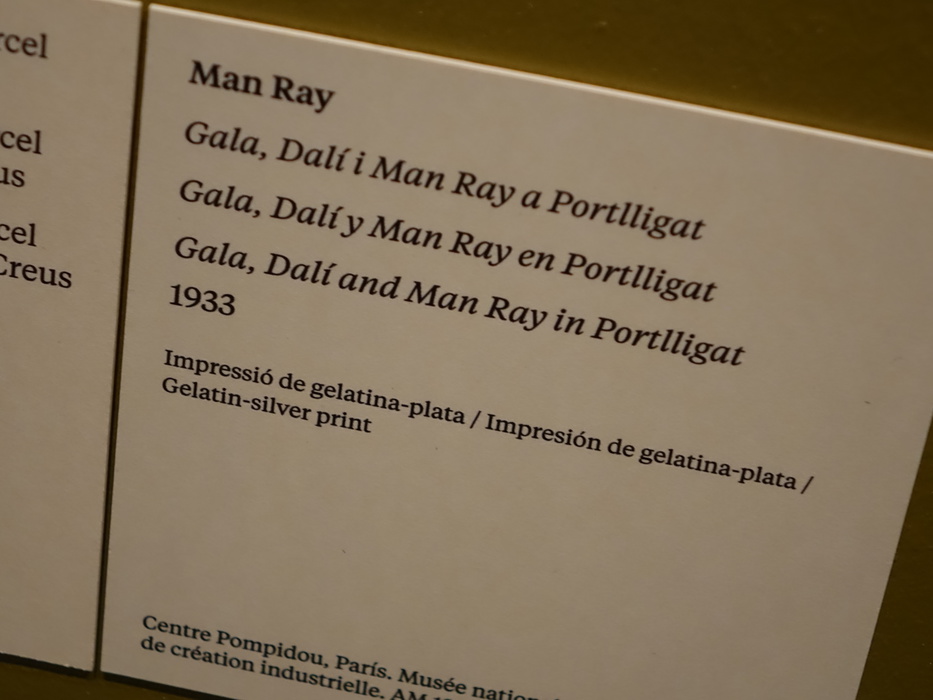 rcel
cel
us
cel
Creus
Man Ray
Gala, Dalí i Man Ray a Portlligat
Gala, Dalí y Man Ray en Portlligat
Gala, Dalí and Man Ray in Portlligat
1933
Impressió de gelatina-plata / Impresión de gelatina-plata /
Gelatin-silver print
Centre Pompidou, París. Musée
de création industrielle. AM